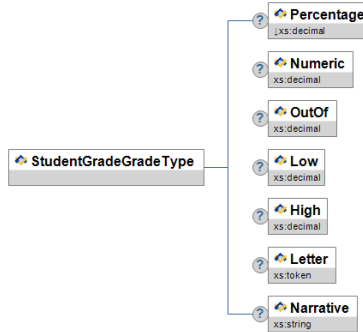 ? Percentage
↓xs:decimal
? Numeric
xs:decimal
? OutOf
xs:decimal
StudentGradeGradeType
? Low
xs:decimal
? High
xs:decimal
? Letter
xs:token
? Narrative
xs:string